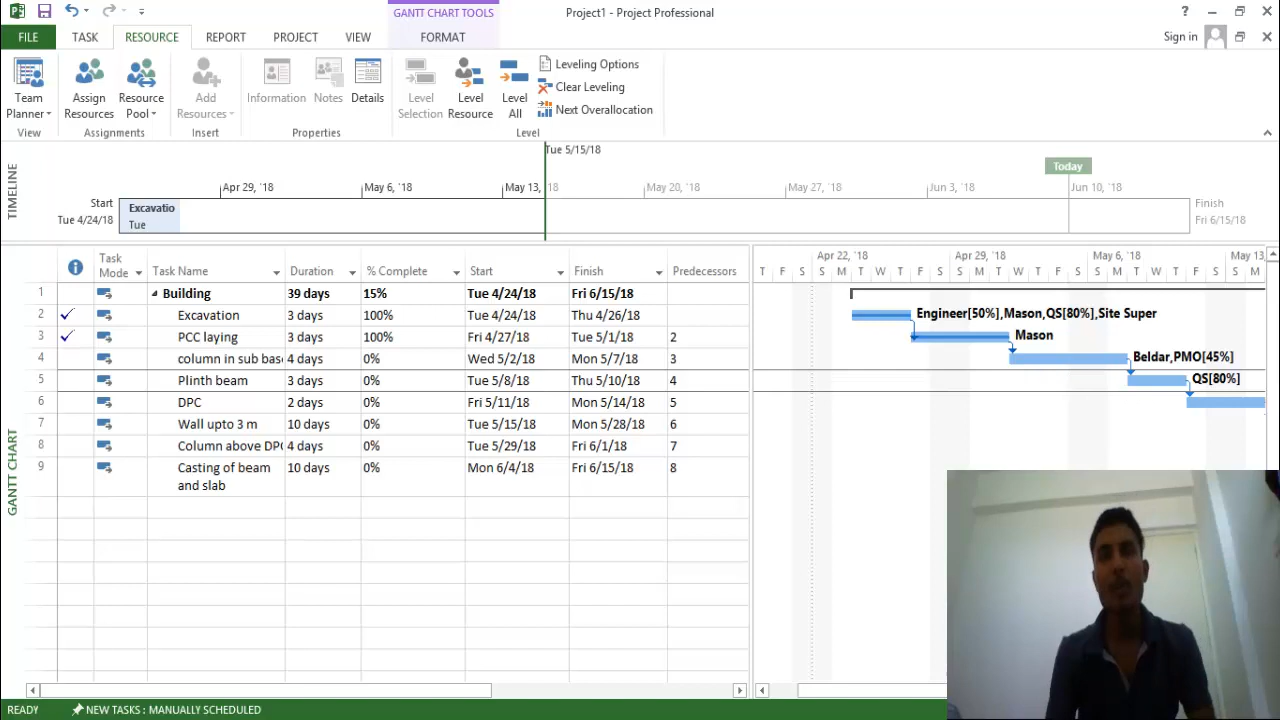 GANTT CHART TOOLS
Project1 - Project Professional
?
FILE
TASK
RESOURCE
REPORT
PROJECT
VIEW
FORMAT
Sign in
Team
Planner
Assign
Resources
Resource
Pool
Add
Resources
Information
Notes
Details
Level
Selection
Level
Resource
Level
All
Leveling Options
Clear Leveling
Next Overallocation
View
Assignments
Insert
Properties
Level
TIMELINE
Tue 5/15/18
Today
Apr 29, '18
May 6, '18
May 13, '18
May 20, '18
May 27, '18
Jun 3, '18
Jun 10, '18
Start
Tue 4/24/18
Excavatio
Tue
Finish
Fri 6/15/18
GANTT CHART
Task Mode Task Name Duration % Complete Start Finish Predecessors
1 Building 39 days 15% Tue 4/24/18 Fri 6/15/18
2 Excavation 3 days 100% Tue 4/24/18 Thu 4/26/18
3 PCC laying 3 days 100% Fri 4/27/18 Tue 5/1/18 2
4 column in sub bas 4 days 0% Wed 5/2/18 Mon 5/7/18 3
5 Plinth beam 3 days 0% Tue 5/8/18 Thu 5/10/18 4
6 DPC 2 days 0% Fri 5/11/18 Mon 5/14/18 5
7 Wall upto 3 m 10 days 0% Tue 5/15/18 Mon 5/28/18 6
8 Column above DPC 4 days 0% Tue 5/29/18 Fri 6/1/18 7
9 Casting of beam 10 days 0% Mon 6/4/18 Fri 6/15/18 8
and slab
Apr 22, '18 Apr 29, '18 May 6, '18 May 13,
T F S S M T W T F S S M T W T F S S M T W T F S S M
Engineer[50%],Mason,QS[80%],Site Super
Mason
Beldar,PMO[45%]
QS[80%]
READY
NEW TASKS : MANUALLY SCHEDULED